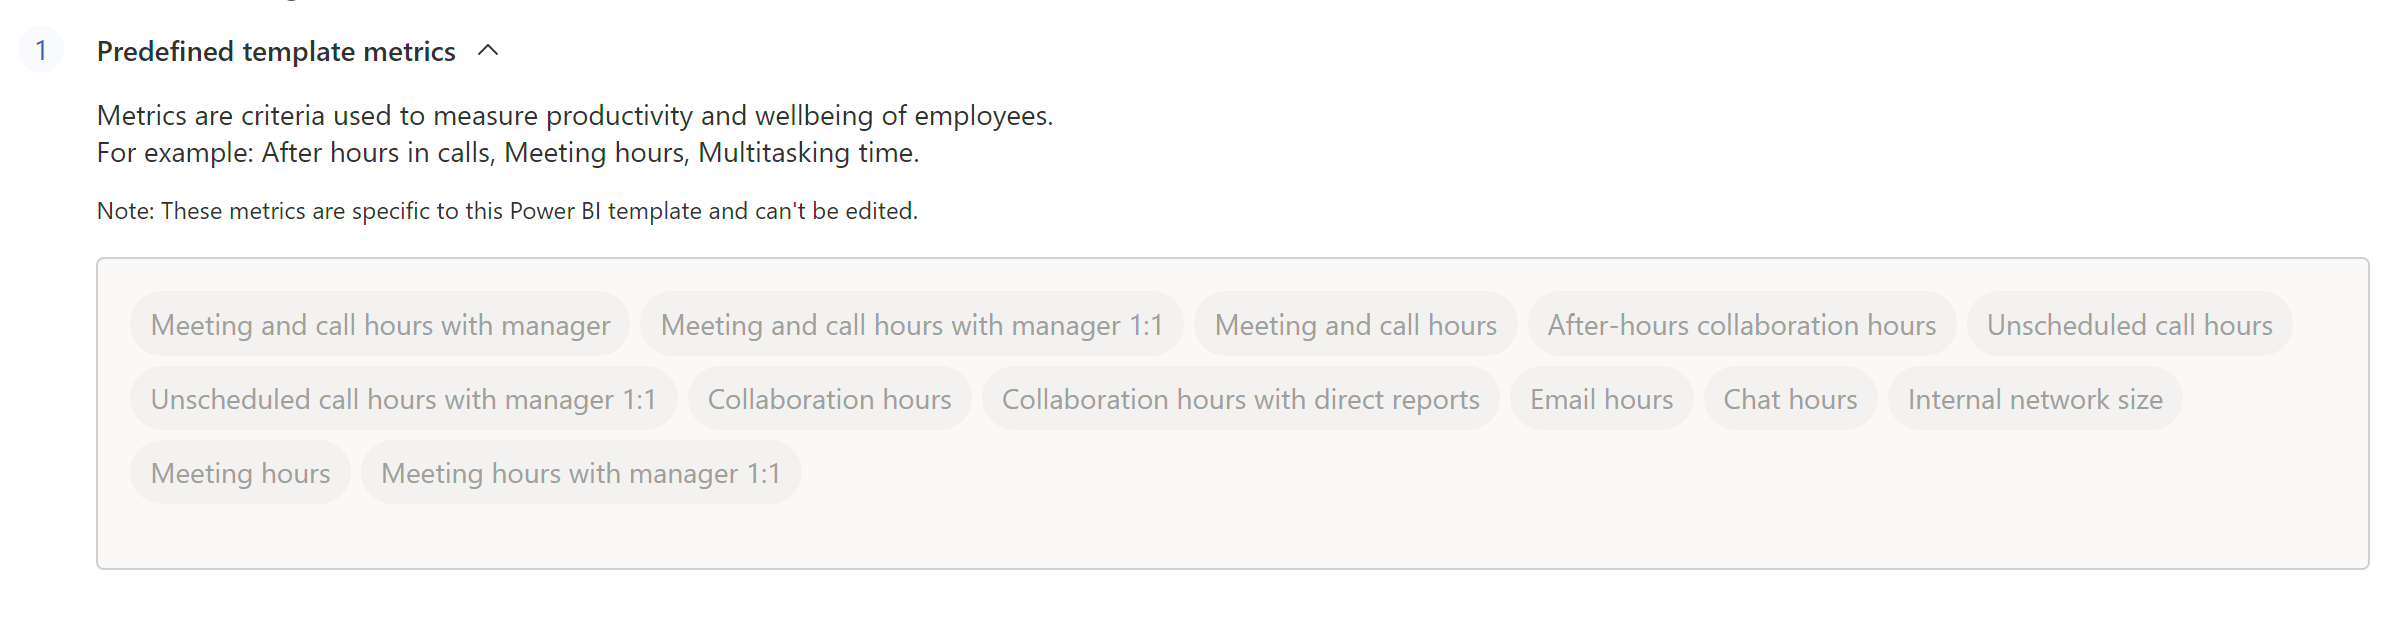 1 Predefined template metrics
Metrics are criteria used to measure productivity and wellbeing of employees.
For example: After hours in calls, Meeting hours, Multitasking time.
Note: These metrics are specific to this Power BI template and can't be edited.
Meeting and call hours with manager Meeting and call hours with manager 1:1 Meeting and call hours After-hours collaboration hours Unscheduled call hours
Unscheduled call hours with manager 1:1 Collaboration hours Collaboration hours with direct reports Email hours Chat hours Internal network size
Meeting hours Meeting hours with manager 1:1